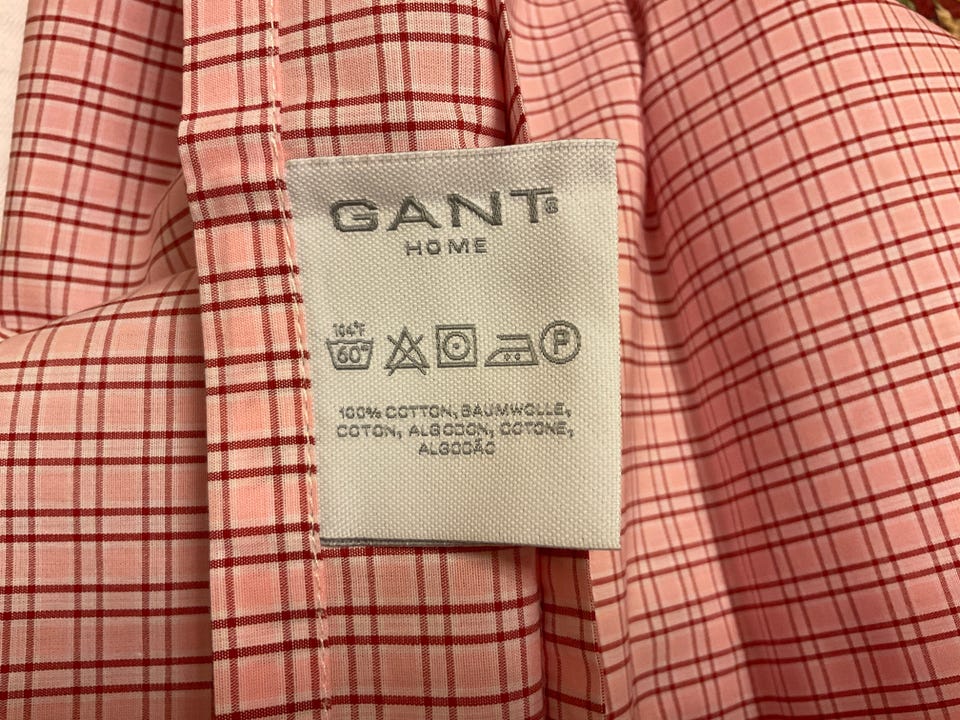 GANT®
HOME
104°F
60°
P
100% COTTON, BAUMWOLLE,
COTON, ALGODON, COTONE,
ALGODÃO